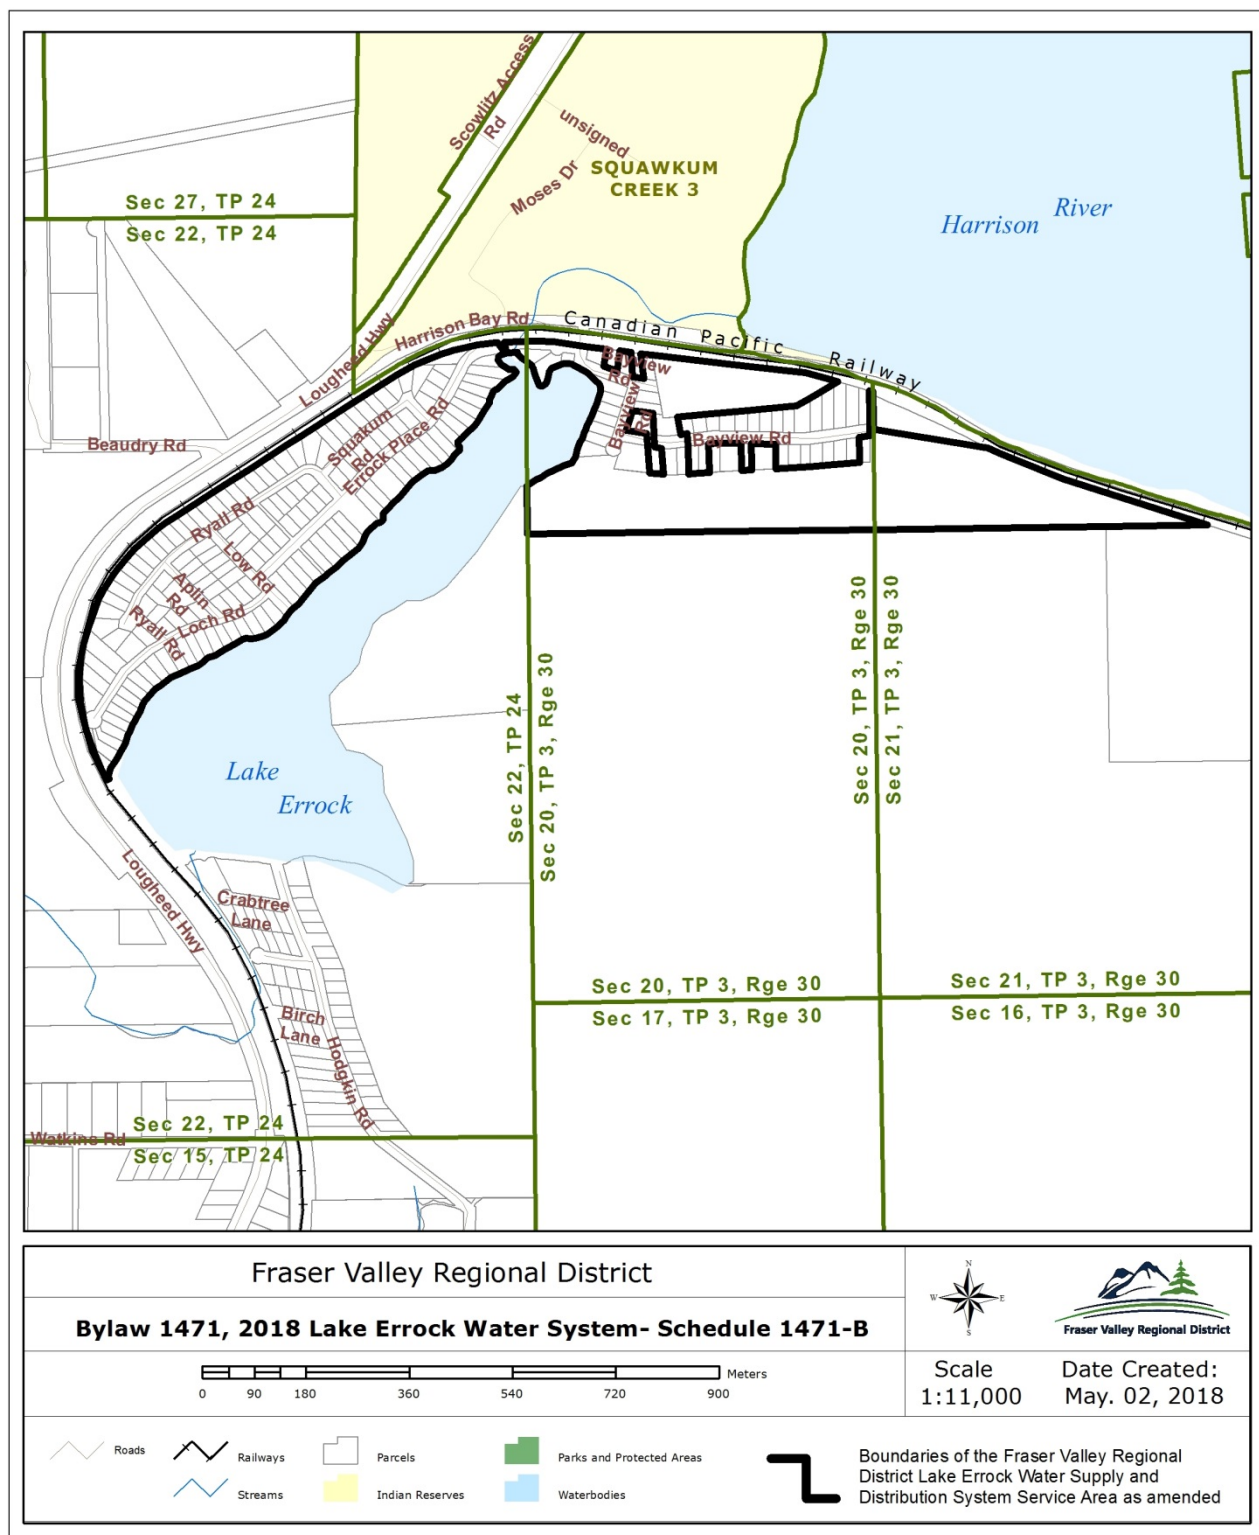 Scowlitz Access
Rd
unsigned
Moses Dr
SQUAWKUM
CREEK 3
Harrison River
Sec 27, TP 24
Sec 22, TP 24
Harrison Bay Rd
Canadian Pacific Railway
Lougheed Hwy
Bayview
Rd
Bayview
Rd
Bayview Rd
Beaudry Rd
Squakum
Rd
Errock Place Rd
Ryall Rd
Low Rd
Aplin
Rd
Loch Rd
Ryall Rd
Sec 22, TP 24
Sec 20, TP 3, Rge 30
Sec 20, TP 3, Rge 30
Sec 21, TP 3, Rge 30
Lake
Errock
Lougheed Hwy
Crabtree
Lane
Birch
Lane
Hodgkin Rd
Sec 20, TP 3, Rge 30
Sec 17, TP 3, Rge 30
Sec 21, TP 3, Rge 30
Sec 16, TP 3, Rge 30
Sec 22, TP 24
Watkins Rd
Sec 15, TP 24
Fraser Valley Regional District
Bylaw 1471, 2018 Lake Errock Water System- Schedule 1471-B
Meters
0 90 180 360 540 720 900
N
W E
S
Fraser Valley Regional District
Scale
1:11,000
Date Created:
May. 02, 2018
Roads
Railways
Parcels
Parks and Protected Areas
Streams
Indian Reserves
Waterbodies
Boundaries of the Fraser Valley Regional
District Lake Errock Water Supply and
Distribution System Service Area as amended